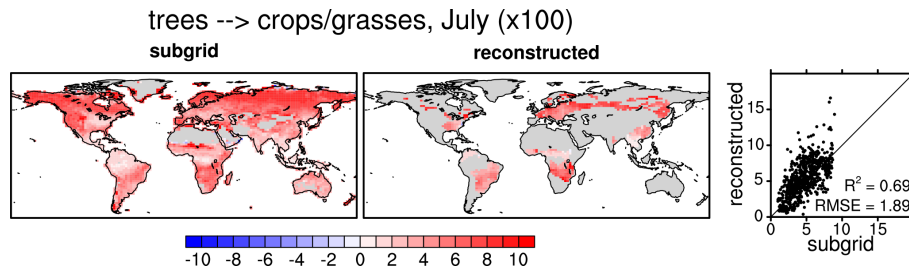 trees --> crops/grasses, July (x100)
subgrid
reconstructed
-10 -8 -6 -4 -2 0 2 4 6 8 10
reconstructed
15
10
5
0
R² = 0.69
RMSE = 1.89
0 5 10 15
subgrid